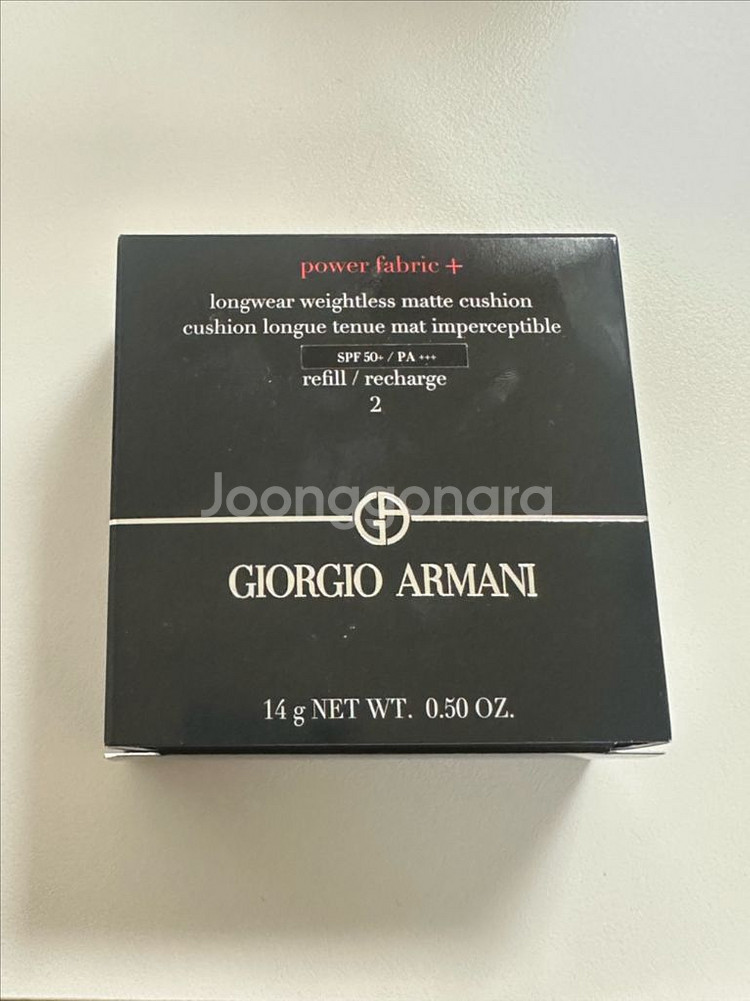 power fabric +
longwear weightless matte cushion
cushion longue tenue mat imperceptible
SPF 50+ / PA +++
refill / recharge
2
Joonggonara
GA
GIORGIO ARMANI
14 g NET WT. 0.50 OZ.